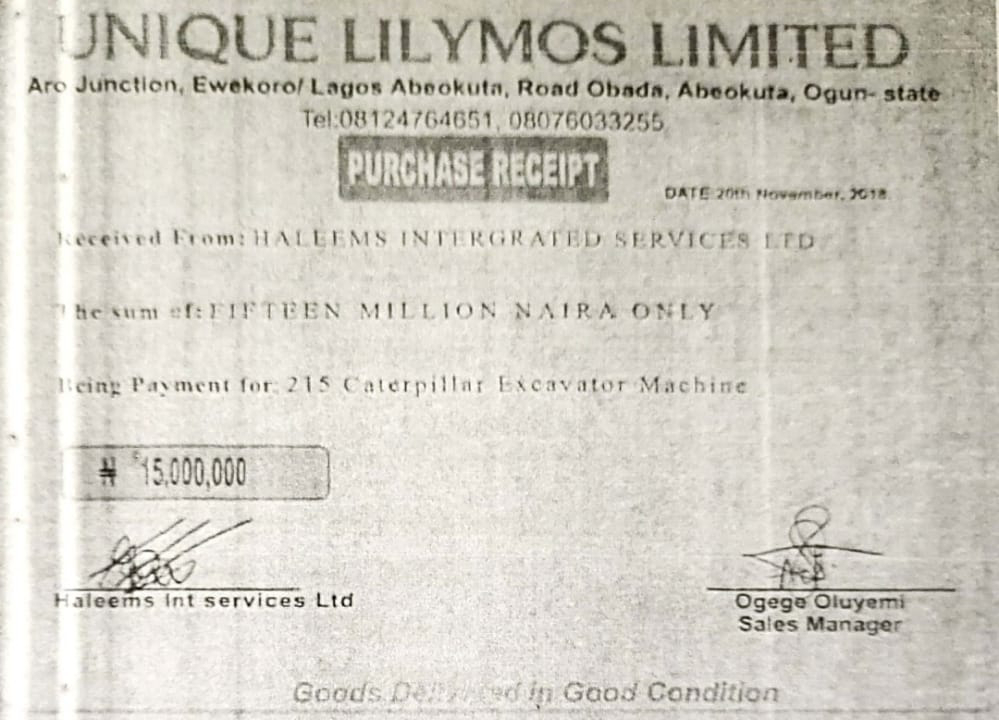 UNIQUE LILYMOS LIMITED
Aro Junction, Ewekoro/ Lagos Abeokuta, Road Obada, Abeokuta, Ogun- state
Tel:08124764651, 08076033255
PURCHASE RECEIPT
DATE 20th November, 2018
Received From: HALEEMS INTERGRATED SERVICES LTD
The sum of: FIFTEEN MILLION NAIRA ONLY
Being Payment for: 215 Caterpillar Excavator Machine
₦ 15,000,000
Haleems Int services Ltd
Ogege Oluyemi
Sales Manager
Goods Delivered in Good Condition